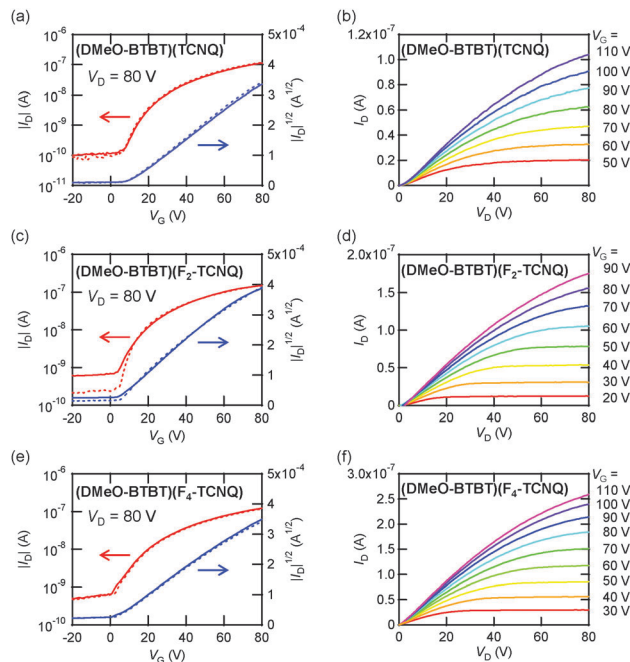 (a)
(DMeO-BTBT)(TCNQ)
V_D = 80 V
10⁻⁶
10⁻⁷
10⁻⁸
10⁻⁹
10⁻¹⁰
10⁻¹¹
|I_D| (A)
5x10⁻⁴
4
3
2
1
0
|I_D|^1/2 (A^1/2)
-20 0 20 40 60 80
V_G (V)
(b)
(DMeO-BTBT)(TCNQ)
1.2x10⁻⁷
1.0
0.8
0.6
0.4
0.2
0.0
I_D (A)
0 20 40 60 80
V_D (V)
V_G =
110 V
100 V
90 V
80 V
70 V
60 V
50 V
(c)
(DMeO-BTBT)(F₂-TCNQ)
V_D = 80 V
10⁻⁶
10⁻⁷
10⁻⁸
10⁻⁹
10⁻¹⁰
|I_D| (A)
5x10⁻⁴
4
3
2
1
0
|I_D|^1/2 (A^1/2)
-20 0 20 40 60 80
V_G (V)
(d)
(DMeO-BTBT)(F₂-TCNQ)
2.0x10⁻⁷
1.5
1.0
0.5
0.0
I_D (A)
0 20 40 60 80
V_D (V)
V_G =
90 V
80 V
70 V
60 V
50 V
40 V
30 V
20 V
(e)
(DMeO-BTBT)(F₄-TCNQ)
V_D = 80 V
10⁻⁶
10⁻⁷
10⁻⁸
10⁻⁹
10⁻¹⁰
|I_D| (A)
5x10⁻⁴
4
3
2
1
0
|I_D|^1/2 (A^1/2)
-20 0 20 40 60 80
V_G (V)
(f)
(DMeO-BTBT)(F₄-TCNQ)
3.0x10⁻⁷
2.5
2.0
1.5
1.0
0.5
0.0
I_D (A)
0 20 40 60 80
V_D (V)
V_G =
110 V
100 V
90 V
80 V
70 V
60 V
50 V
40 V
30 V